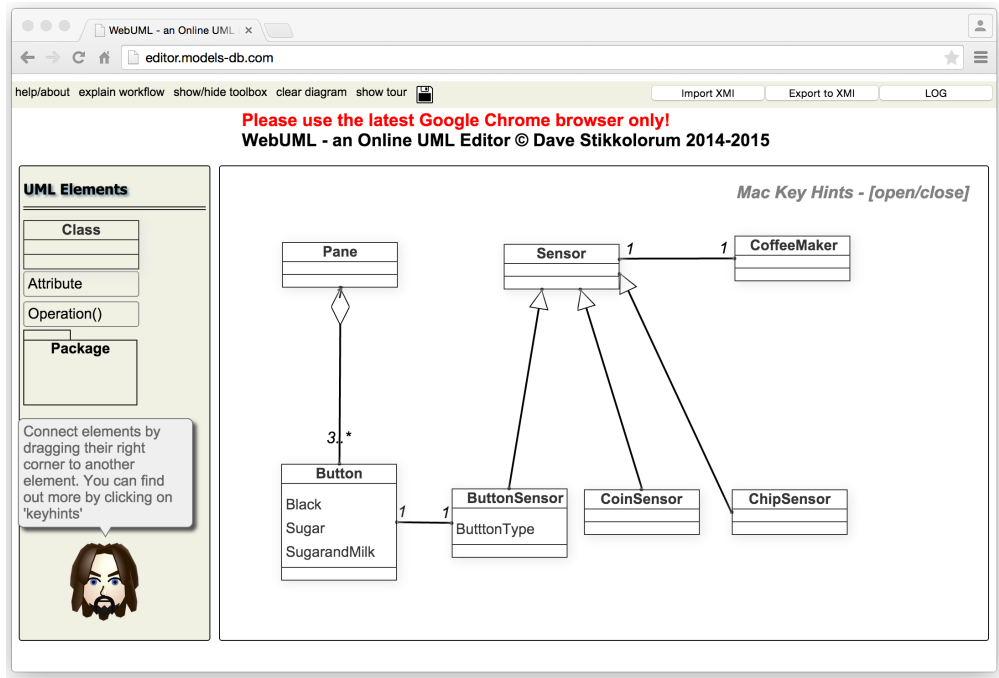 WebUML - an Online UML
editor.models-db.com
help/about explain workflow show/hide toolbox clear diagram show tour
Import XMI Export to XMI LOG
Please use the latest Google Chrome browser only!
WebUML - an Online UML Editor © Dave Stikkolorum 2014-2015
UML Elements
Class
Attribute
Operation()
Package
Connect elements by
dragging their right
corner to another
element. You can find
out more by clicking on
'keyhints'
Mac Key Hints - [open/close]
Pane
Sensor
1
1
CoffeeMaker
3..*
Button
Black
Sugar
SugarandMilk
1
1
ButtonSensor
ButttonType
CoinSensor
ChipSensor